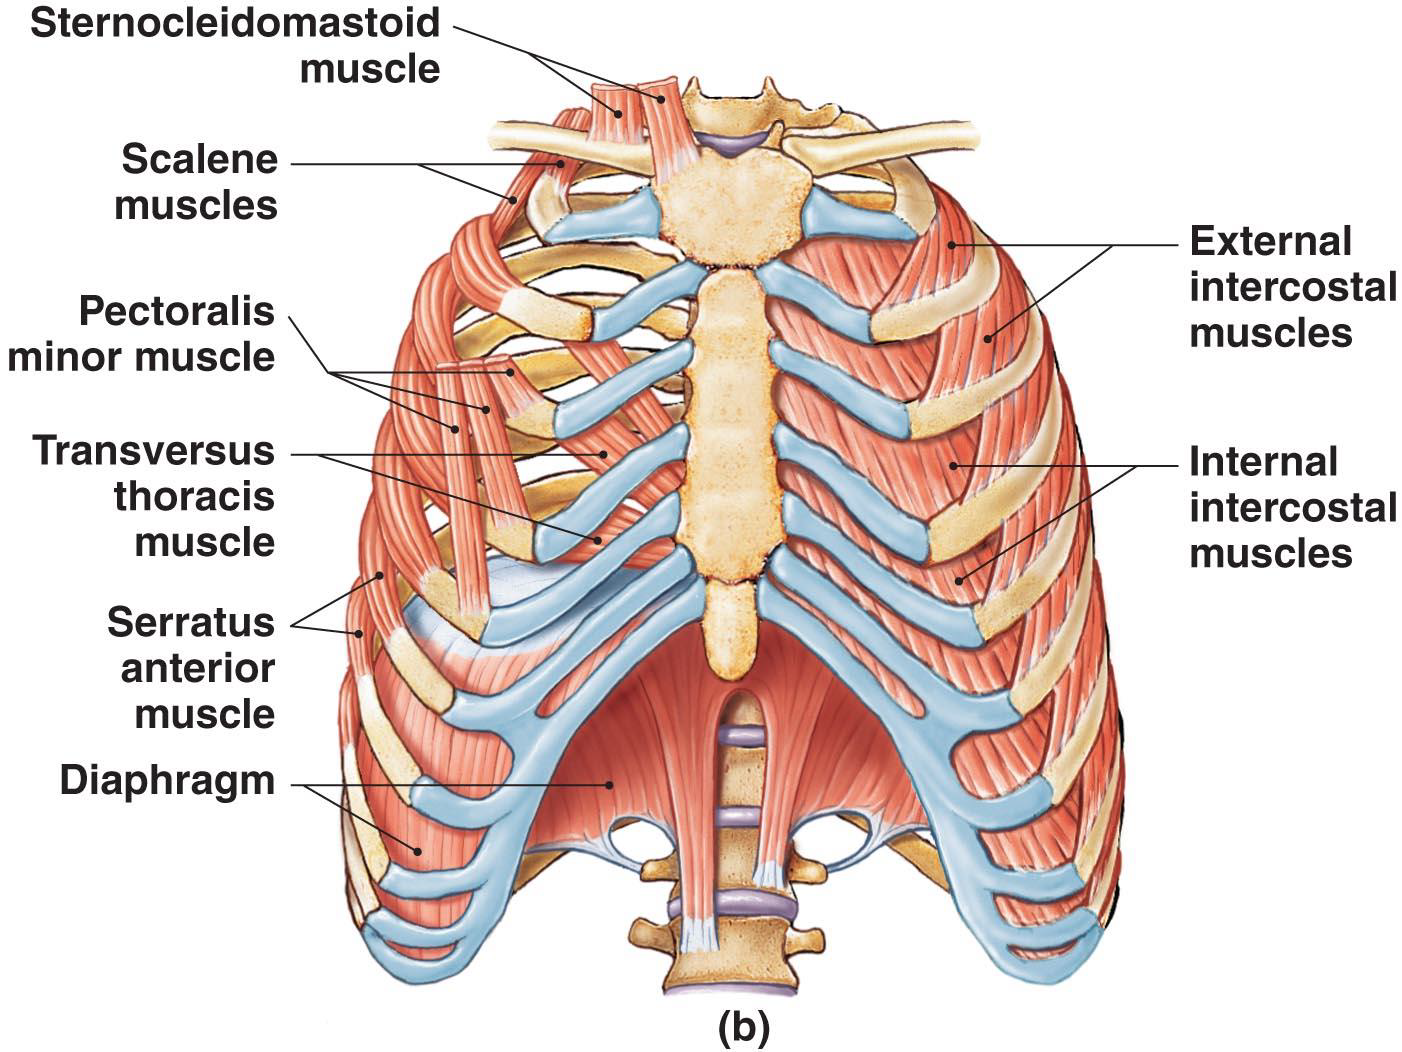 Sternocleidomastoid
muscle
Scalene
muscles
Pectoralis
minor muscle
Transversus
thoracis
muscle
Serratus
anterior
muscle
Diaphragm
External
intercostal
muscles
Internal
intercostal
muscles
(b)